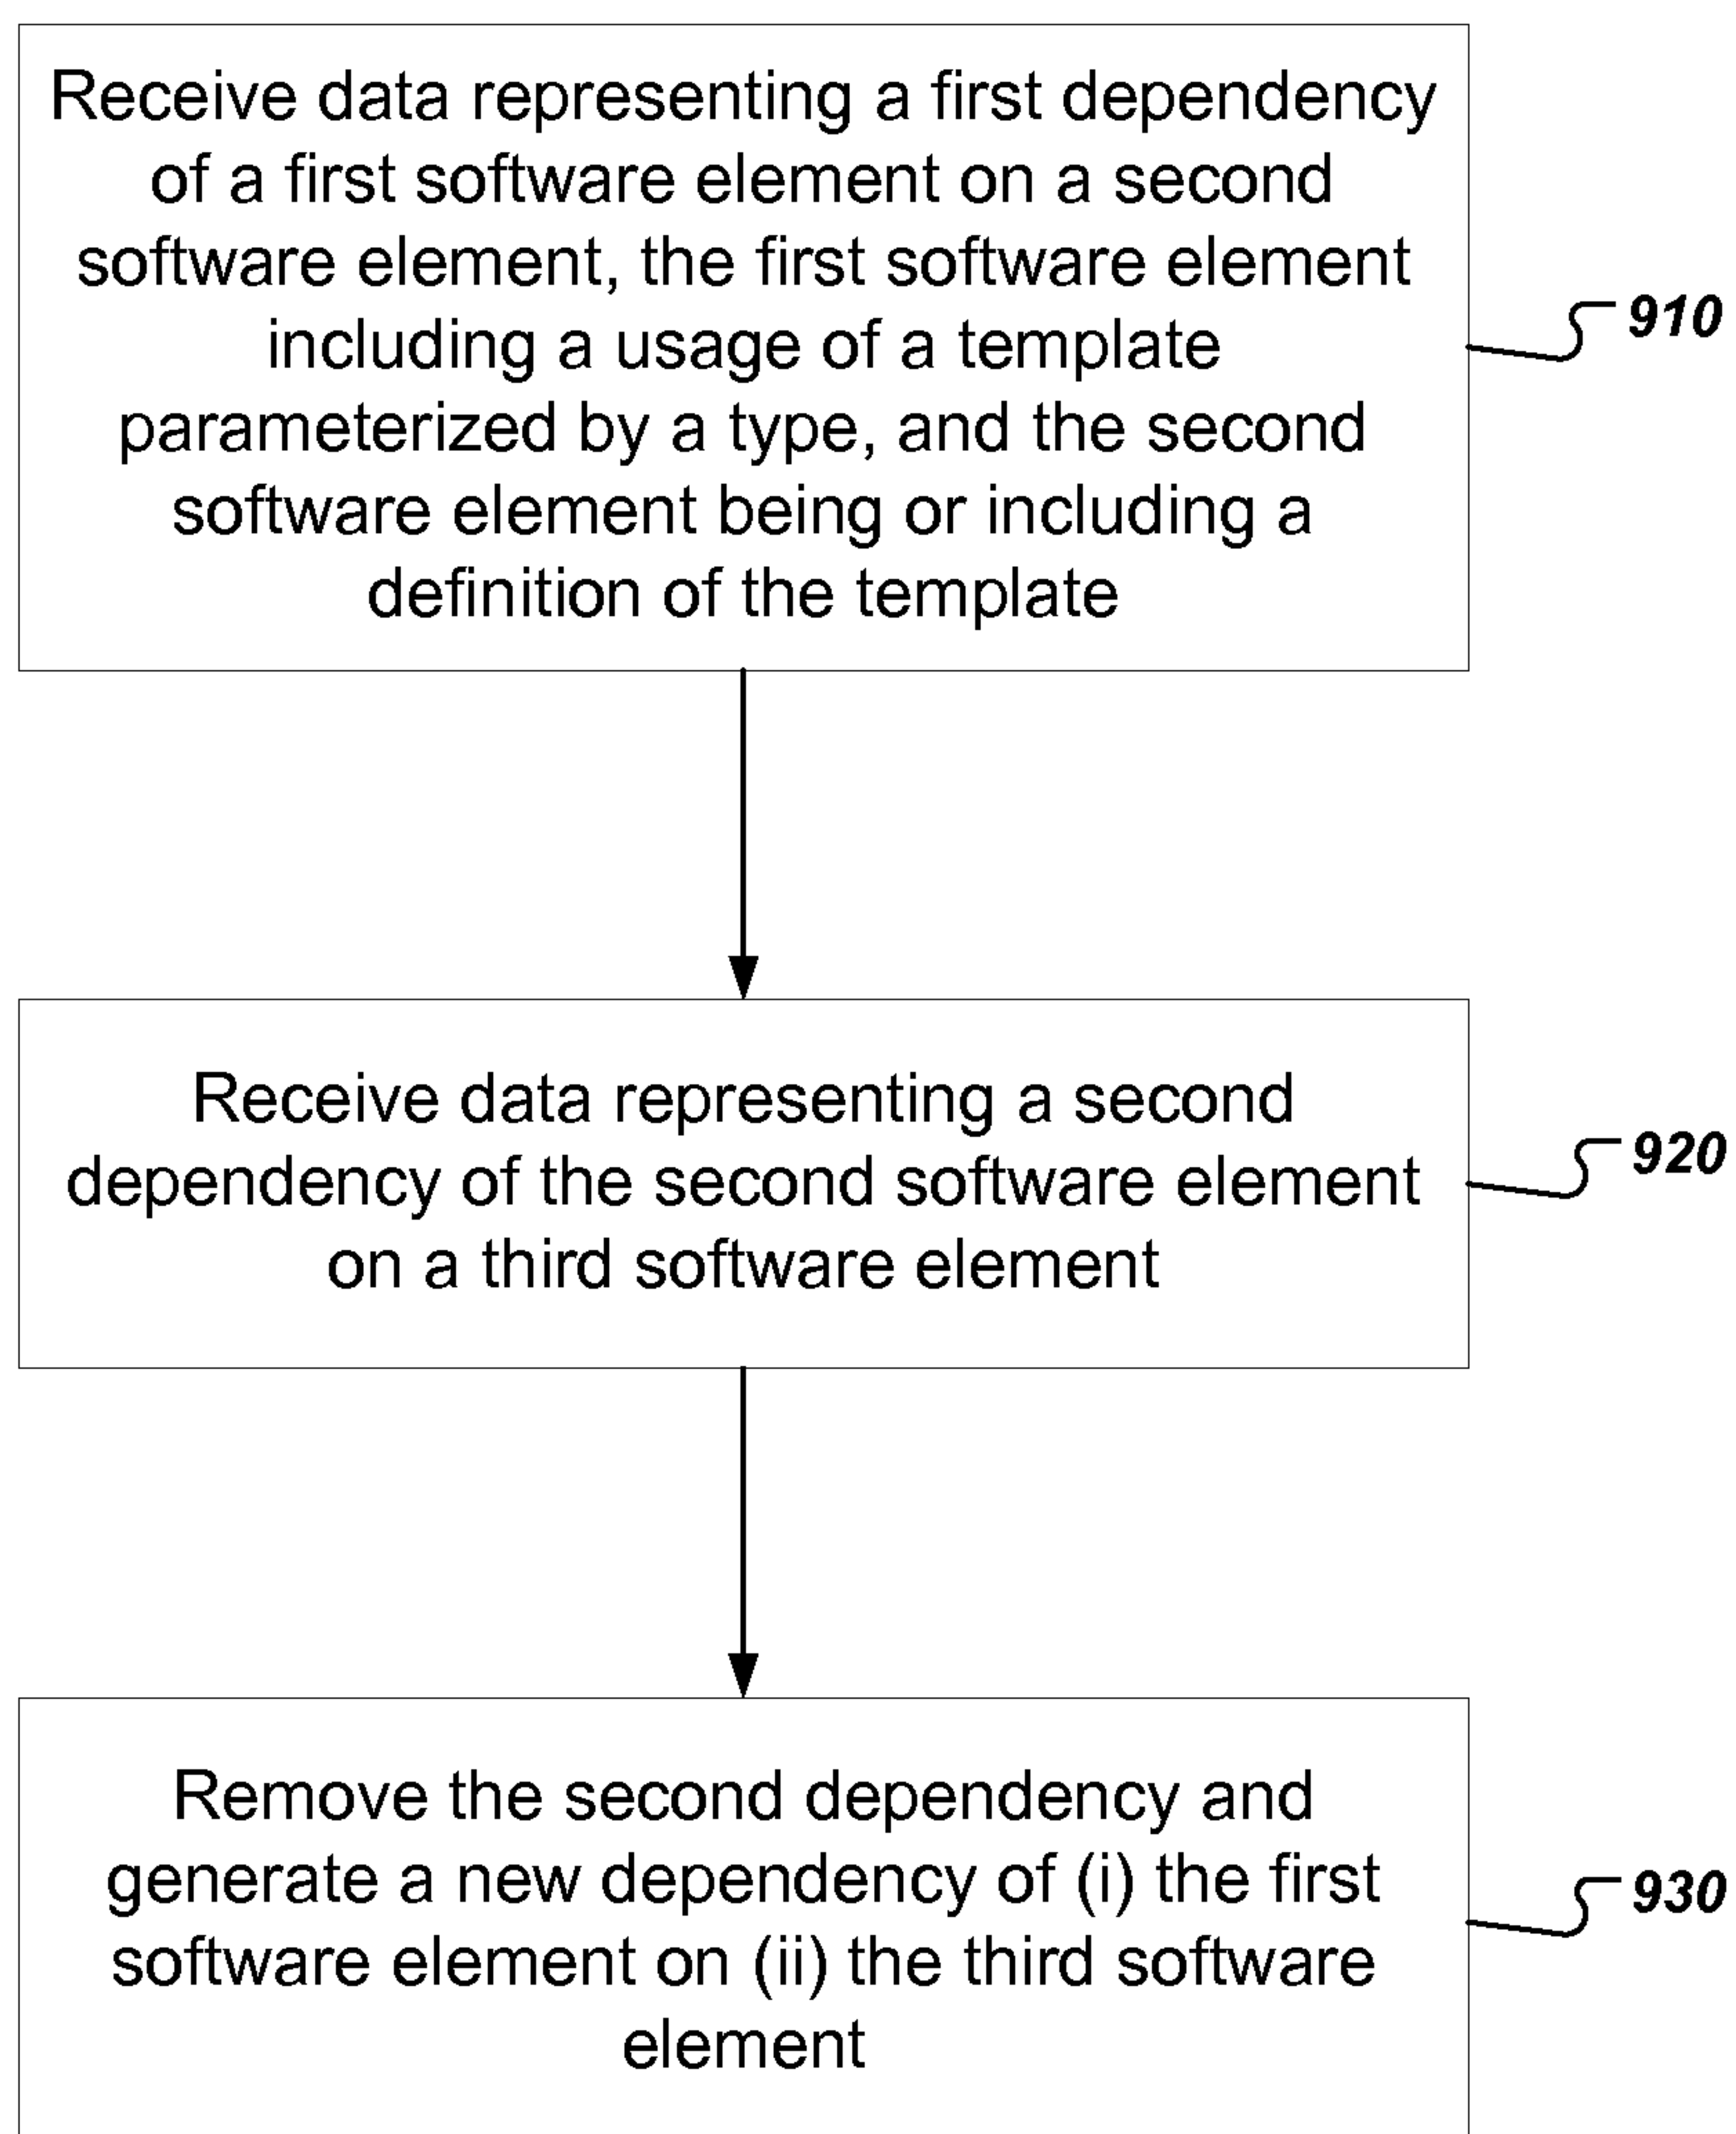 Receive data representing a first dependency
of a first software element on a second
software element, the first software element
including a usage of a template
parameterized by a type, and the second
software element being or including a
definition of the template
910
Receive data representing a second
dependency of the second software element
on a third software element
920
Remove the second dependency and
generate a new dependency of (i) the first
software element on (ii) the third software
element
930